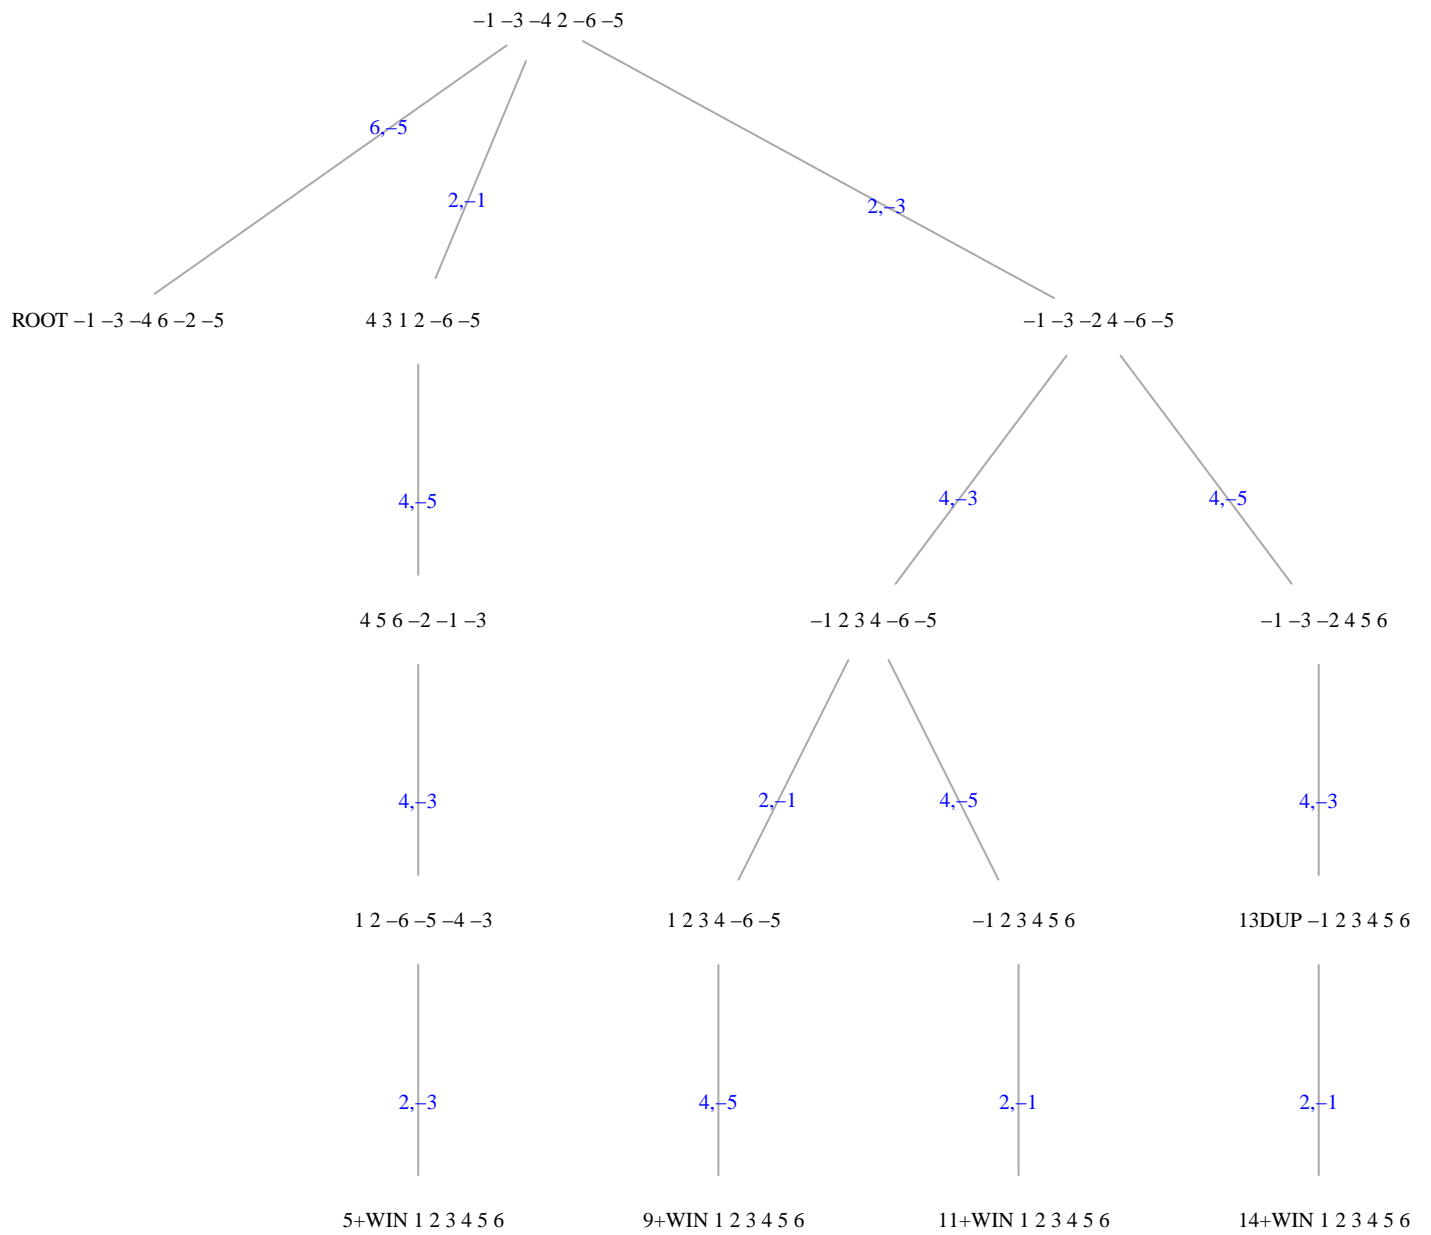 –1 –3 –4 2 –6 –5
6,–5
2,–1
2,–3
ROOT –1 –3 –4 6 –2 –5
4 3 1 2 –6 –5
–1 –3 –2 4 –6 –5
4,–5
4,–3
4,–5
4 5 6 –2 –1 –3
–1 2 3 4 –6 –5
–1 –3 –2 4 5 6
4,–3
2,–1
4,–5
4,–3
1 2 –6 –5 –4 –3
1 2 3 4 –6 –5
–1 2 3 4 5 6
13DUP –1 2 3 4 5 6
2,–3
4,–5
2,–1
2,–1
5+WIN 1 2 3 4 5 6
9+WIN 1 2 3 4 5 6
11+WIN 1 2 3 4 5 6
14+WIN 1 2 3 4 5 6